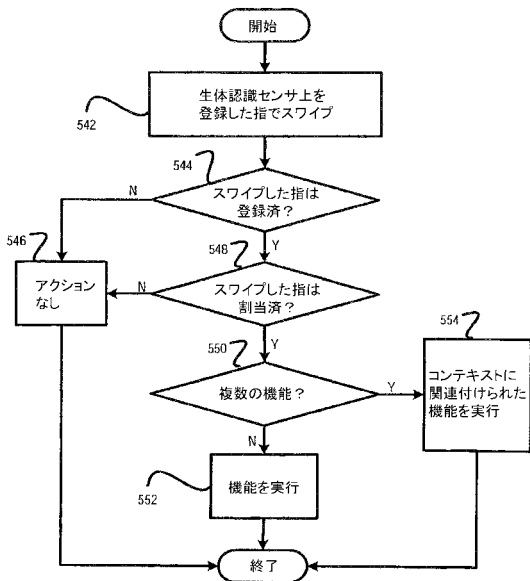 開始
生体認識センサ上を
登録した指でスワイプ
542
544
スワイプした指は
登録済？
N
Y
546
アクション
なし
548
スワイプした指は
割当済？
N
Y
550
複数の機能？
Y
N
554
コンテキストに
関連付けられた
機能を実行
機能を実行
552
終了